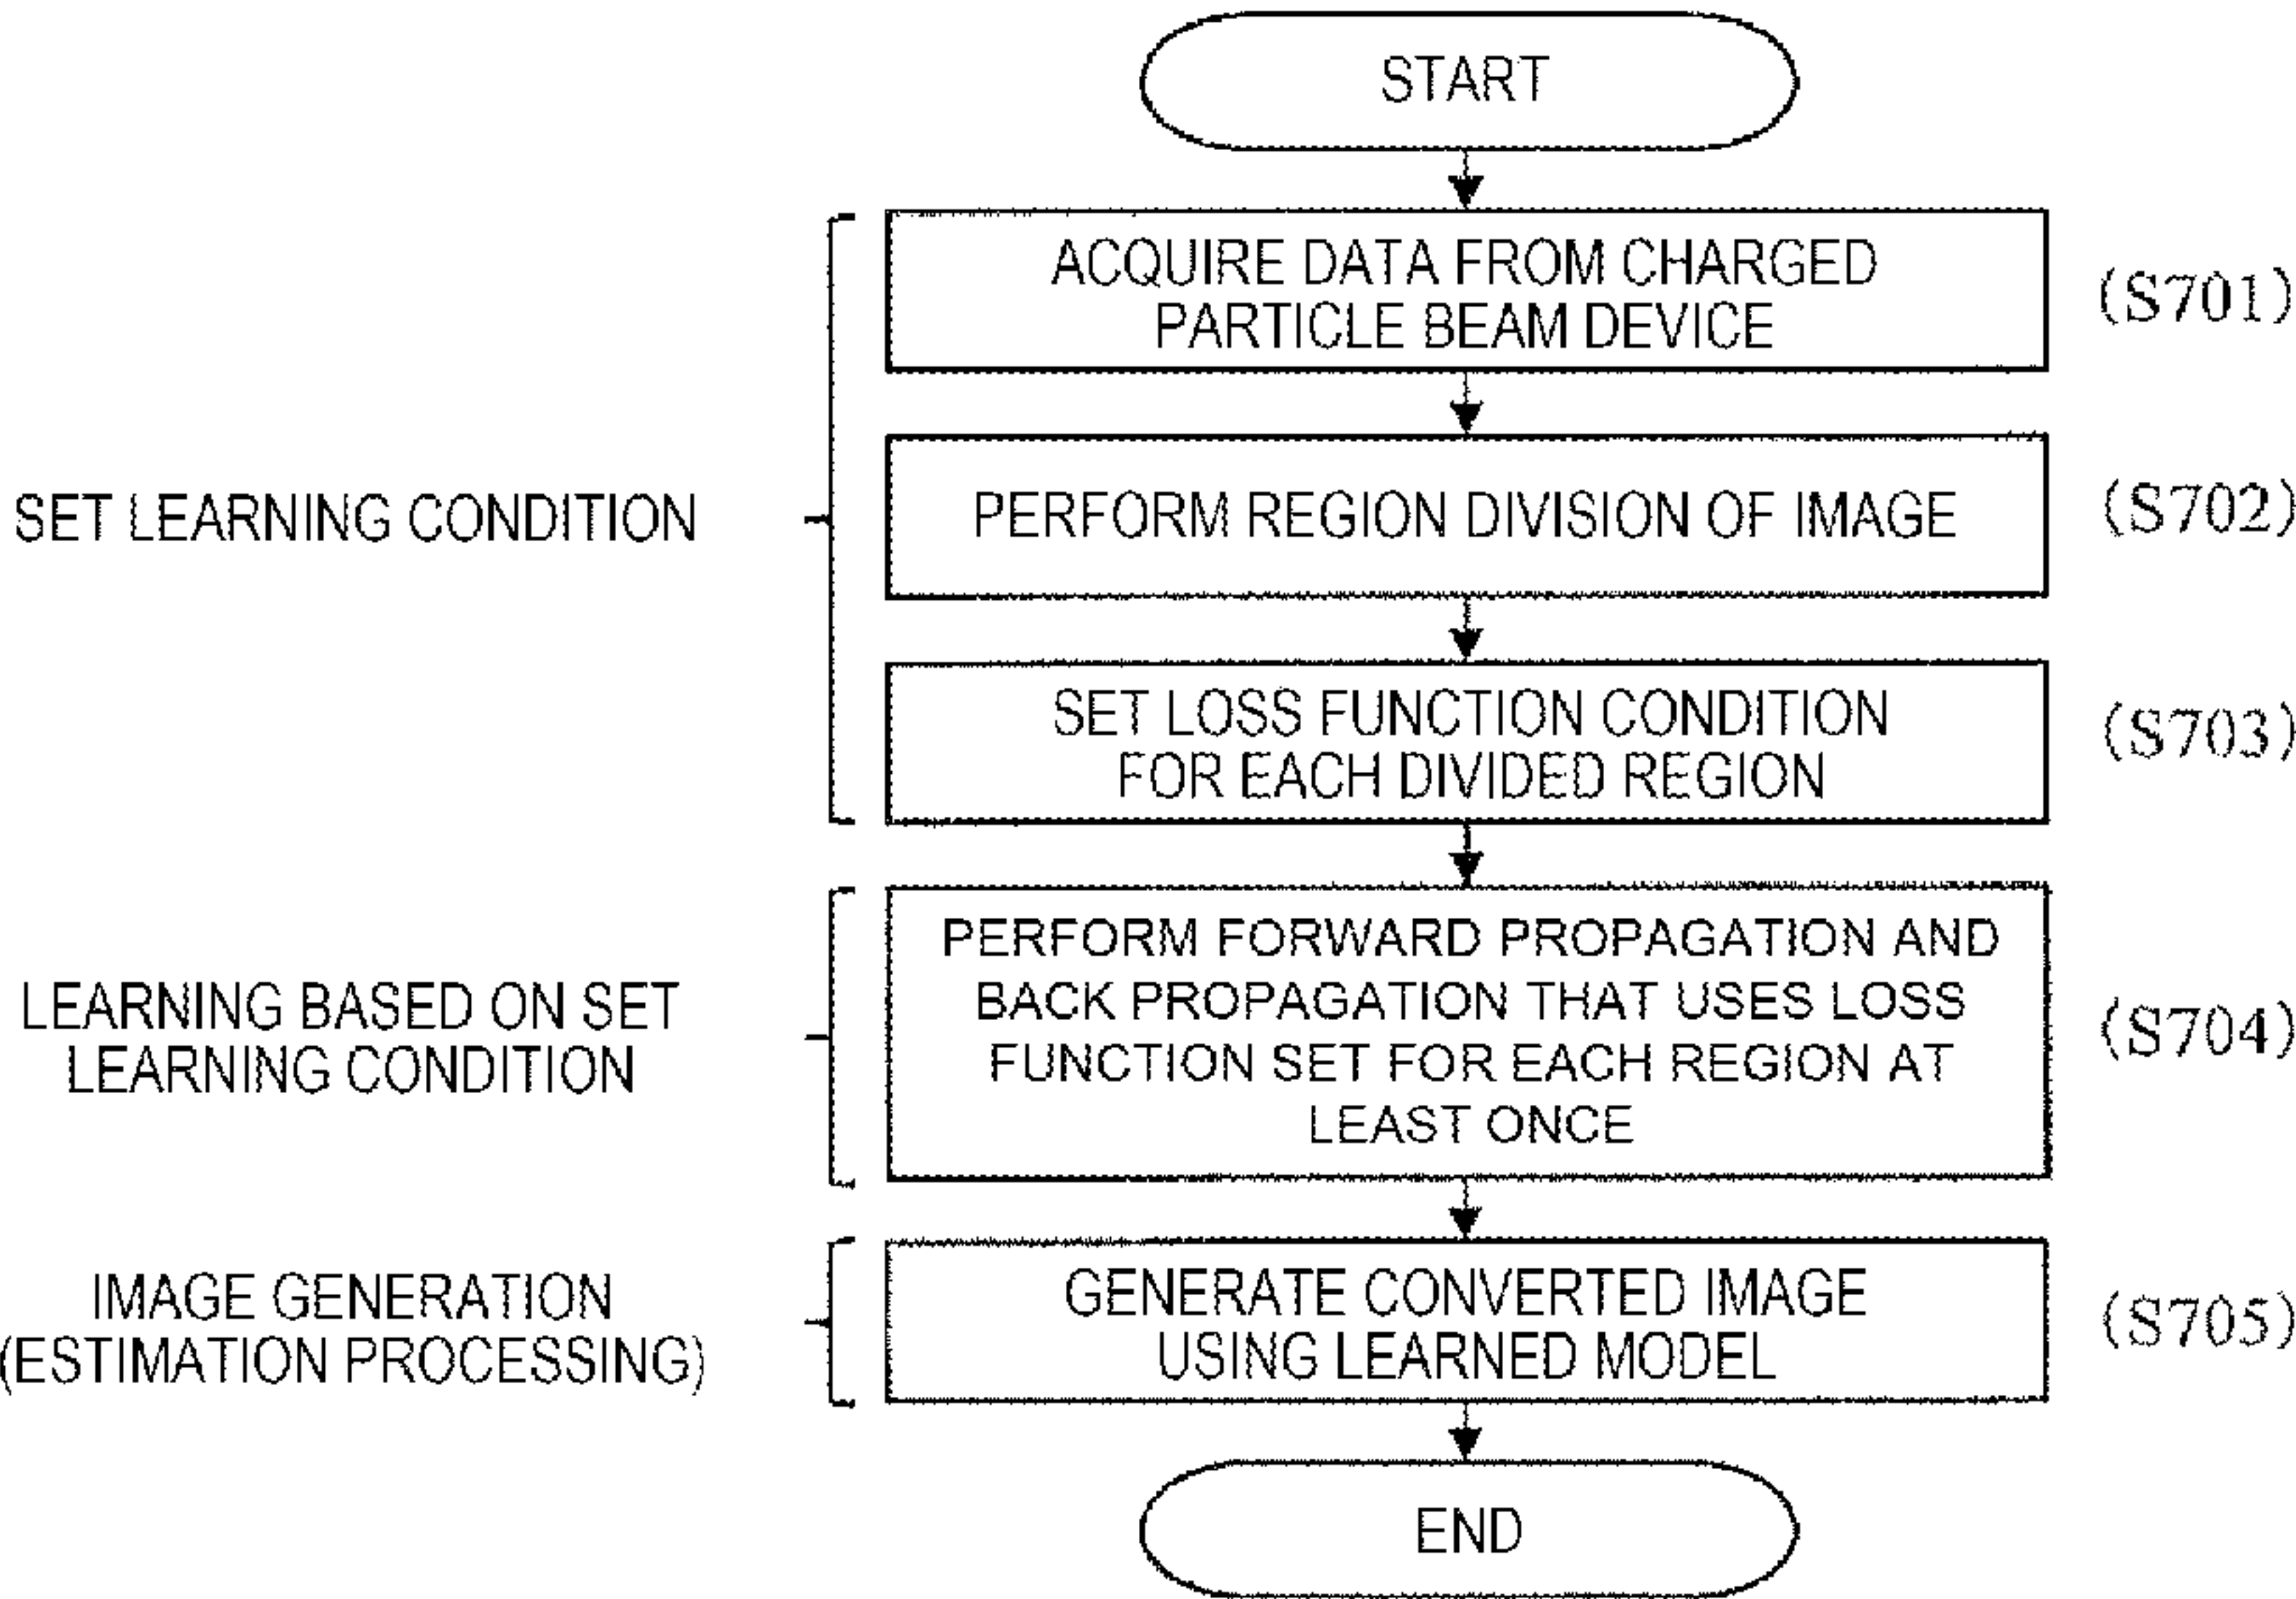 START
ACQUIRE DATA FROM CHARGED
PARTICLE BEAM DEVICE
(S701)
SET LEARNING CONDITION
PERFORM REGION DIVISION OF IMAGE
(S702)
SET LOSS FUNCTION CONDITION
FOR EACH DIVIDED REGION
(S703)
LEARNING BASED ON SET
LEARNING CONDITION
PERFORM FORWARD PROPAGATION AND
BACK PROPAGATION THAT USES LOSS
FUNCTION SET FOR EACH REGION AT
LEAST ONCE
(S704)
IMAGE GENERATION
(ESTIMATION PROCESSING)
GENERATE CONVERTED IMAGE
USING LEARNED MODEL
(S705)
END